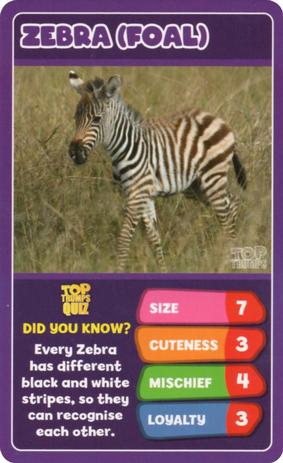 ZEBRA (FOAL)
TOP
TRUMPS
TOP
TRUMPS
QUIZ
DID YOU KNOW?
Every Zebra
has different
black and white
stripes, so they
can recognise
each other.
SIZE 7
CUTENESS 3
MISCHIEF 4
LOYALTY 3